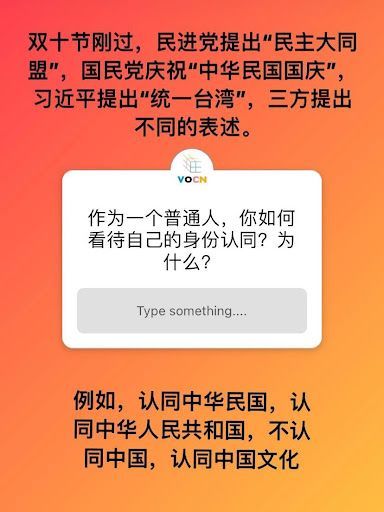 双十节刚过，民进党提出“民主大同
盟”，国民党庆祝“中华民国国庆”，
习近平提出“统一台湾”，三方提出
不同的表述。
VOCN
作为一个普通人，你如何
看待自己的身份认同？为
什么？
Type something....
例如，认同中华民国，认
同中华人民共和国，不认
同中国，认同中国文化